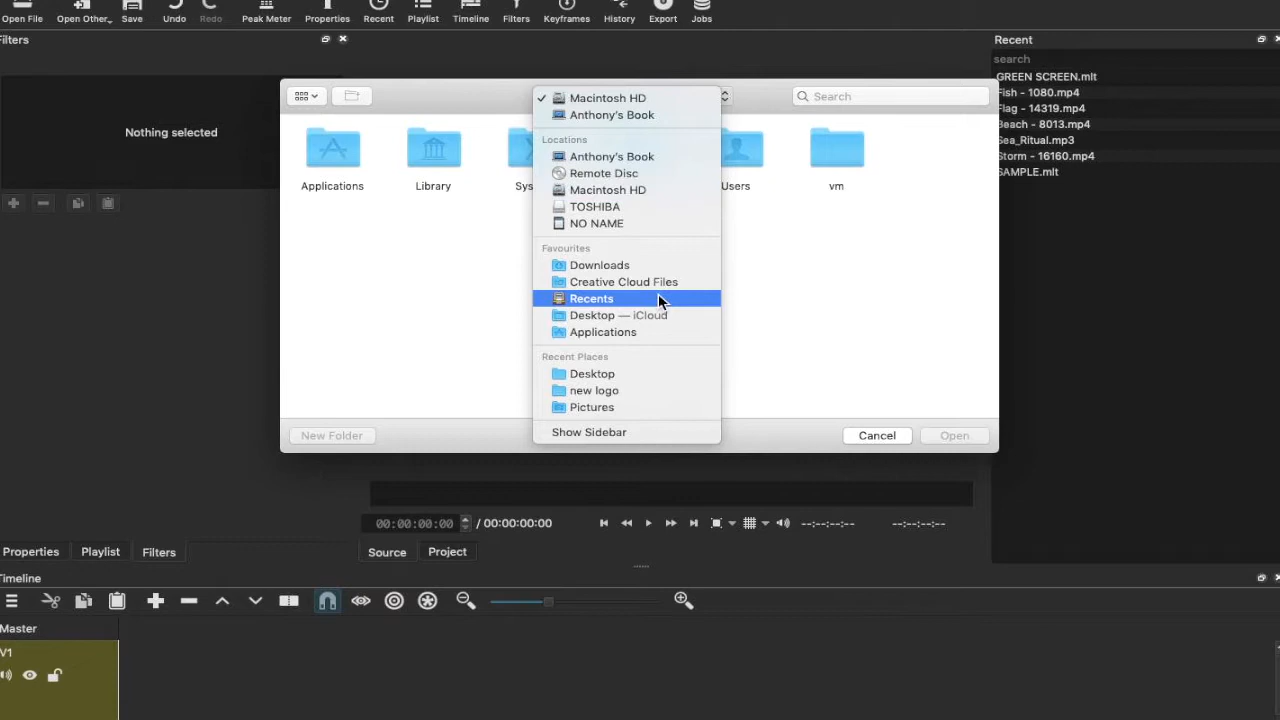 Open File
Open Other..
Save
Undo
Redo
Peak Meter
Properties
Recent
Playlist
Timeline
Filters
Keyframes
History
Export
Jobs
Filters
Recent
search
Nothing selected
GREEN SCREEN.mlt
Fish - 1080.mp4
Flag - 14319.mp4
Beach - 8013.mp4
Sea_Ritual.mp3
Storm - 16160.mp4
SAMPLE.mlt
Search
Applications
Library
Sys
Users
vm
Macintosh HD
Anthony's Book
Locations
Anthony's Book
Remote Disc
Macintosh HD
TOSHIBA
NO NAME
Favourites
Downloads
Creative Cloud Files
Recents
Desktop — iCloud
Applications
Recent Places
Desktop
new logo
Pictures
Show Sidebar
New Folder
Cancel
Open
00:00:00:00 / 00:00:00:00
--:--:--:--
--:--:--:--
Properties
Playlist
Filters
Source
Project
Timeline
Master
V1